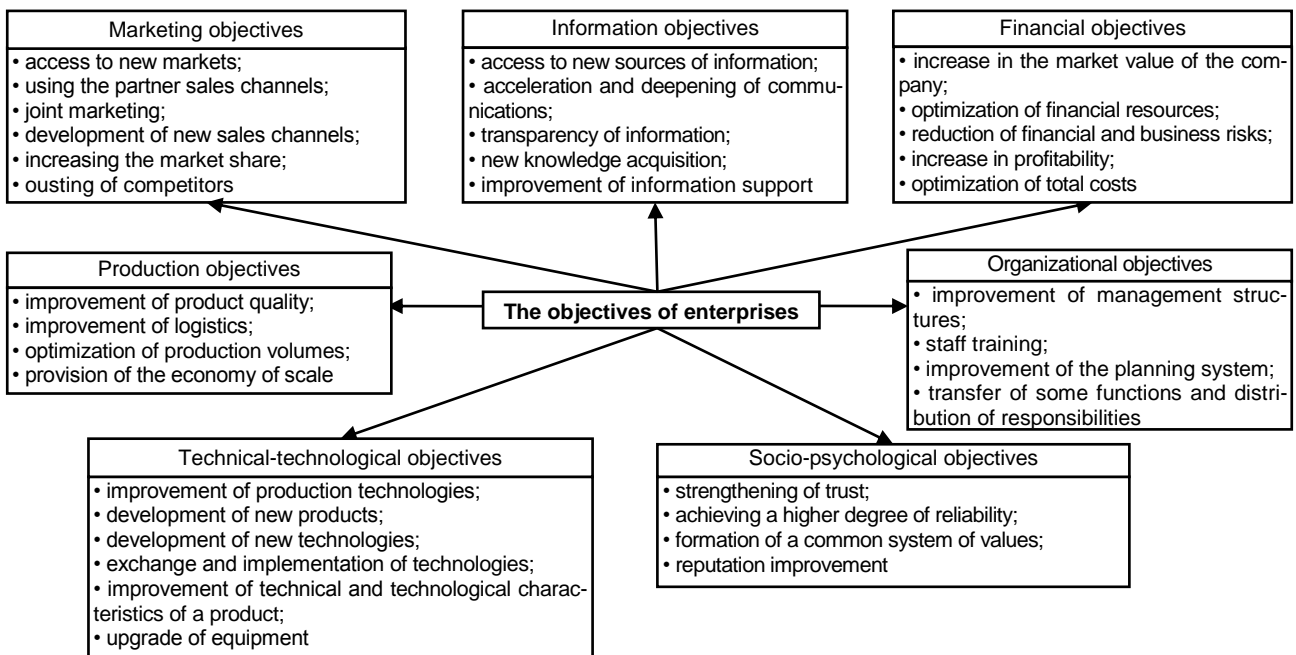 Marketing objectives
• access to new markets;
• using the partner sales channels;
• joint marketing;
• development of new sales channels;
• increasing the market share;
• ousting of competitors
Information objectives
• access to new sources of information;
• acceleration and deepening of commu-
nications;
• transparency of information;
• new knowledge acquisition;
• improvement of information support
Financial objectives
• increase in the market value of the com-
pany;
• optimization of financial resources;
• reduction of financial and business risks;
• increase in profitability;
• optimization of total costs
Production objectives
• improvement of product quality;
• improvement of logistics;
• optimization of production volumes;
• provision of the economy of scale
The objectives of enterprises
Organizational objectives
• improvement of management struc-
tures;
• staff training;
• improvement of the planning system;
• transfer of some functions and distri-
bution of responsibilities
Technical-technological objectives
• improvement of production technologies;
• development of new products;
• development of new technologies;
• exchange and implementation of technologies;
• improvement of technical and technological charac-
teristics of a product;
• upgrade of equipment
Socio-psychological objectives
• strengthening of trust;
• achieving a higher degree of reliability;
• formation of a common system of values;
• reputation improvement